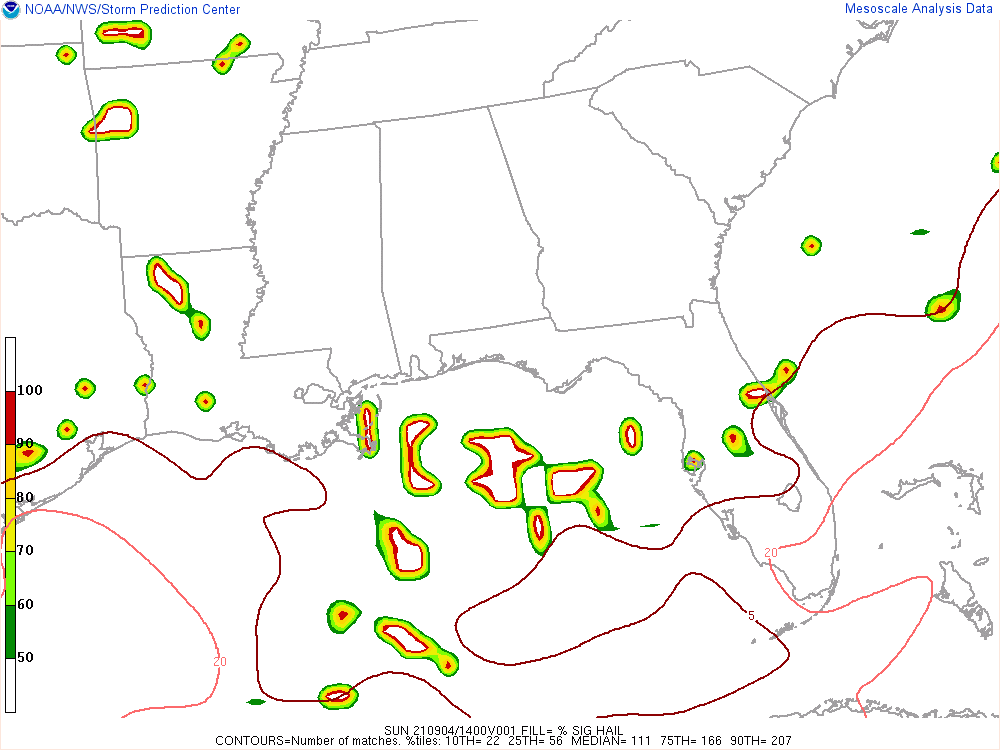 NOAA/NWS/Storm Prediction Center
Mesoscale Analysis Data
100
90
80
70
60
50
20
5
20
SUN 210904/1400V001 FILL= % SIG HAIL
CONTOURS=Number of matches. %tiles: 10TH= 22 25TH= 56 MEDIAN= 111 75TH= 166 90TH= 207